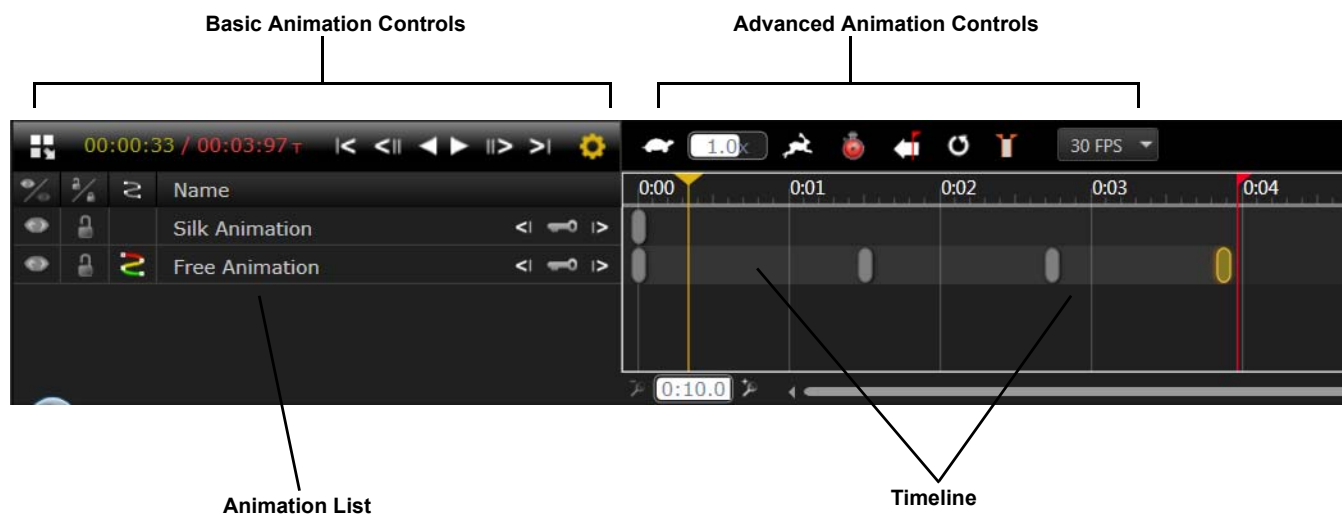 Basic Animation Controls
Advanced Animation Controls
00:00:33 / 00:03:97 T
1.0x
30 FPS
Name
0:00
0:01
0:02
0:03
0:04
Silk Animation
Free Animation
0:10.0
Animation List
Timeline